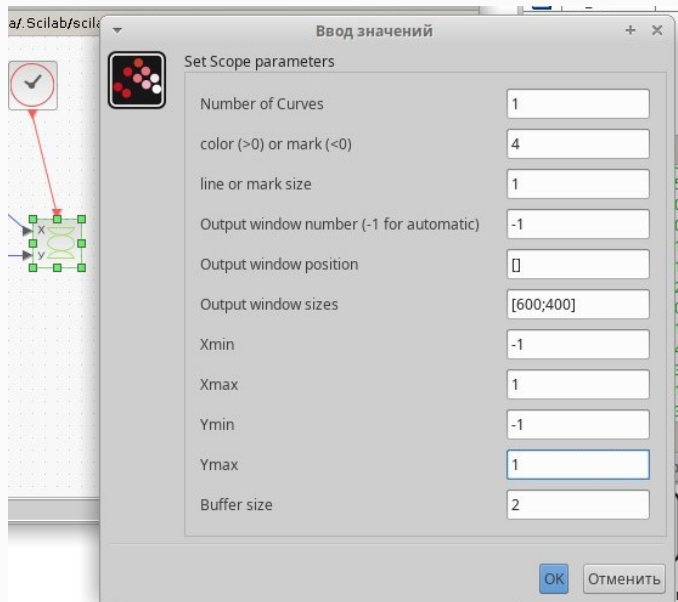 a/.Scilab/scila
Ввод значений
Set Scope parameters
Number of Curves
1
color (>0) or mark (<0)
4
line or mark size
1
Output window number (-1 for automatic)
-1
Output window position
[]
Output window sizes
[600;400]
Xmin
-1
Xmax
1
Ymin
-1
Ymax
1
Buffer size
2
X
Y
OK
Отменить